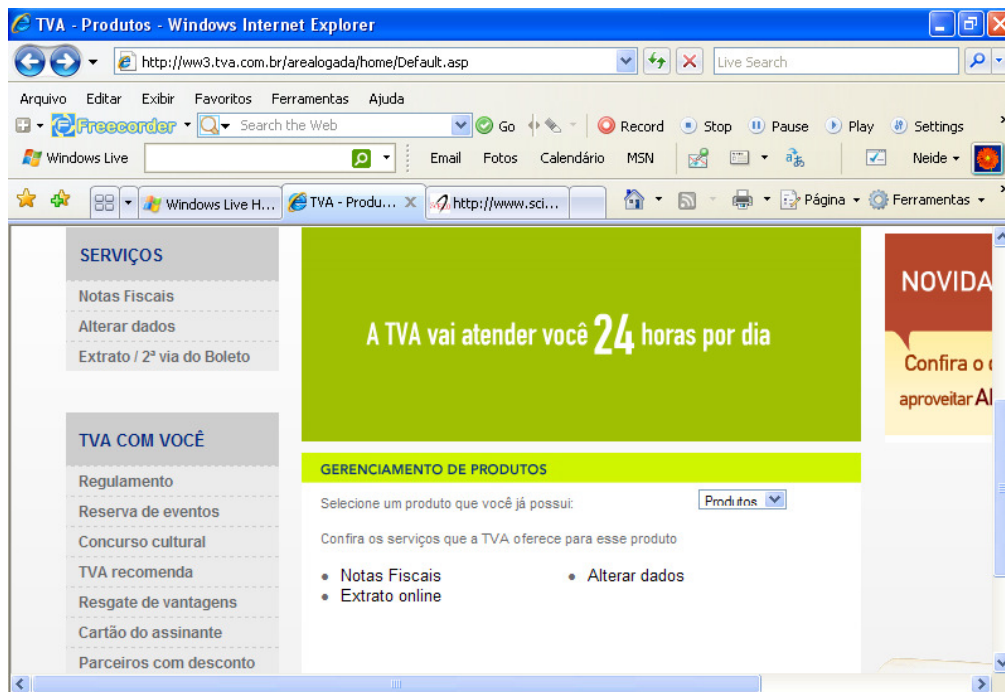 TVA - Produtos - Windows Internet Explorer
http://ww3.tva.com.br/arealogada/home/Default.asp Live Search
Arquivo Editar Exibir Favoritos Ferramentas Ajuda
Freecorder Search the Web Go Record Stop Pause Play Settings
Windows Live Email Fotos Calendário MSN Neide
Windows Live H... TVA - Produ... http://www.sci... Página Ferramentas
SERVIÇOS
Notas Fiscais
Alterar dados
Extrato / 2ª via do Boleto
TVA COM VOCÊ
Regulamento
Reserva de eventos
Concurso cultural
TVA recomenda
Resgate de vantagens
Cartão do assinante
Parceiros com desconto
A TVA vai atender você 24 horas por dia
GERENCIAMENTO DE PRODUTOS
Selecione um produto que você já possui: Produtos
Confira os serviços que a TVA oferece para esse produto
• Notas Fiscais • Alterar dados
• Extrato online
NOVIDA
Confira o
aproveitar